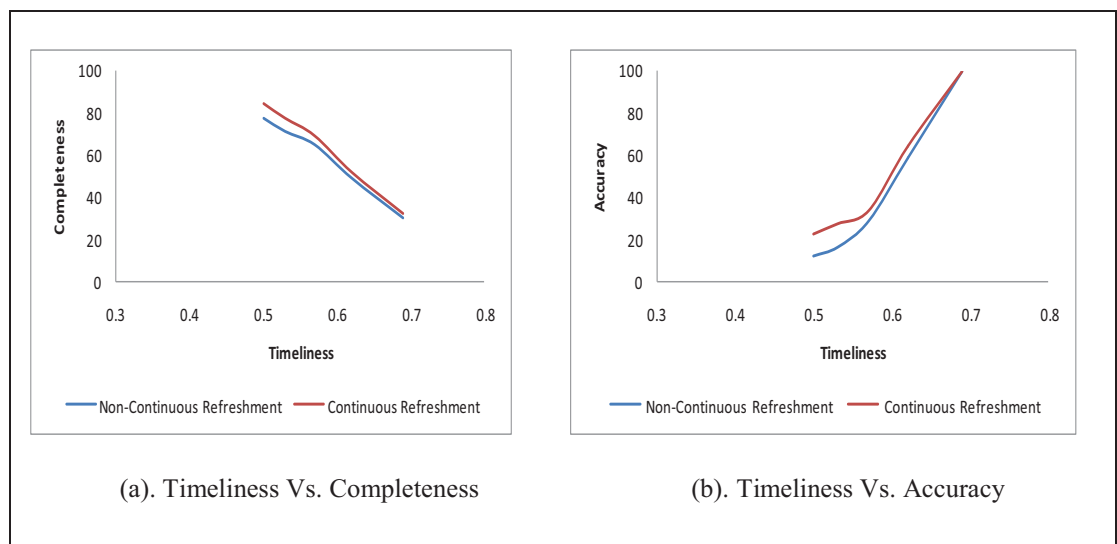 100
80
60
40
20
0
Completeness
0.3 0.4 0.5 0.6 0.7 0.8
Timeliness
Non-Continuous Refreshment Continuous Refreshment
(a). Timeliness Vs. Completeness
100
80
60
40
20
0
Accuracy
0.3 0.4 0.5 0.6 0.7 0.8
Timeliness
Non-Continuous Refreshment Continuous Refreshment
(b). Timeliness Vs. Accuracy